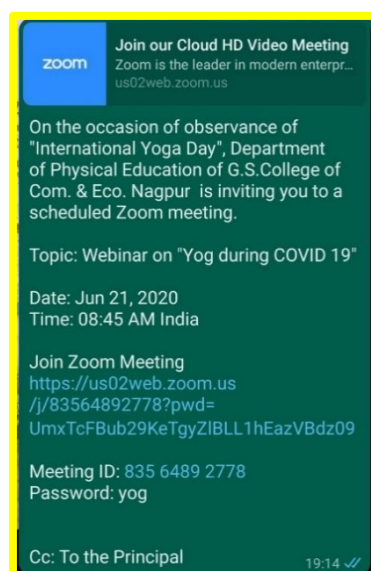 zoom
Join our Cloud HD Video Meeting
Zoom is the leader in modern enterpr...
us02web.zoom.us
On the occasion of observance of
"International Yoga Day", Department
of Physical Education of G.S.College of
Com. & Eco. Nagpur is inviting you to a
scheduled Zoom meeting.
Topic: Webinar on "Yog during COVID 19"
Date: Jun 21, 2020
Time: 08:45 AM India
Join Zoom Meeting
https://us02web.zoom.us
/j/83564892778?pwd=
UmxTcFBub29KeTgyZlBLL1hEazVBdz09
Meeting ID: 835 6489 2778
Password: yog
Cc: To the Principal
19:14